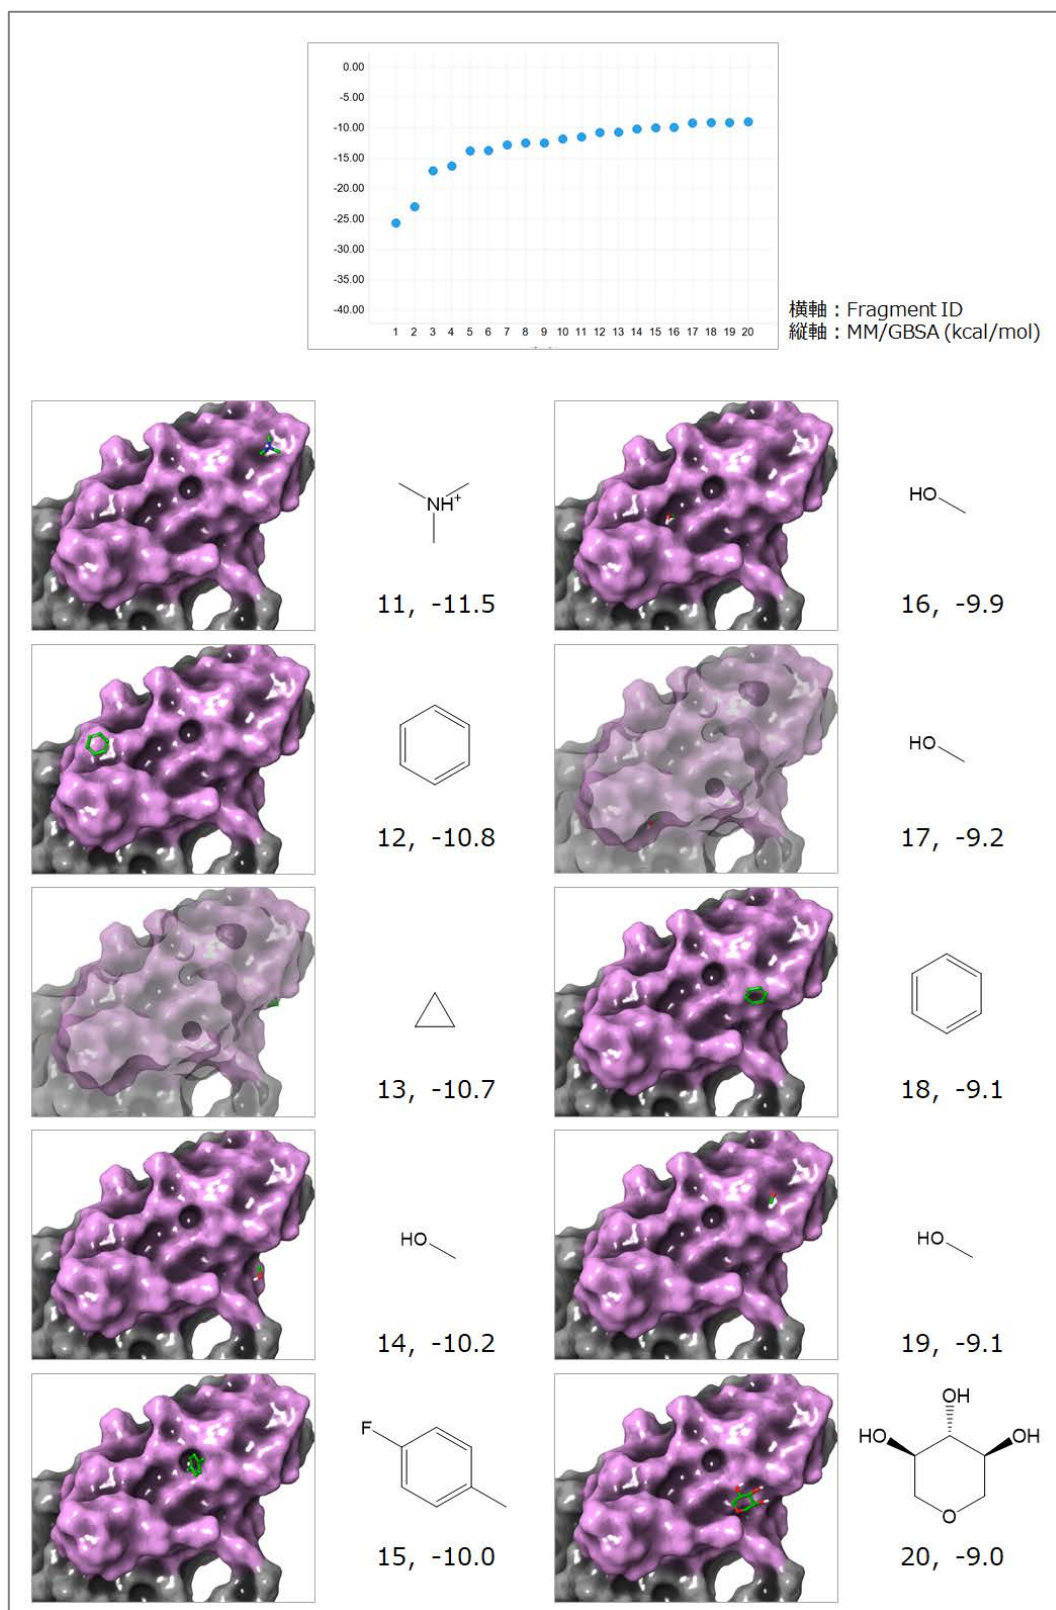 0.00
-5.00
-10.00
-15.00
-20.00
-25.00
-30.00
-35.00
-40.00
1 2 3 4 5 6 7 8 9 10 11 12 13 14 15 16 17 18 19 20
横軸：Fragment ID
縦軸：MM/GBSA (kcal/mol)
NH+
11, -11.5
HO
16, -9.9
12, -10.8
HO
17, -9.2
13, -10.7
18, -9.1
HO
14, -10.2
HO
19, -9.1
F
15, -10.0
OH
HO
OH
O
20, -9.0